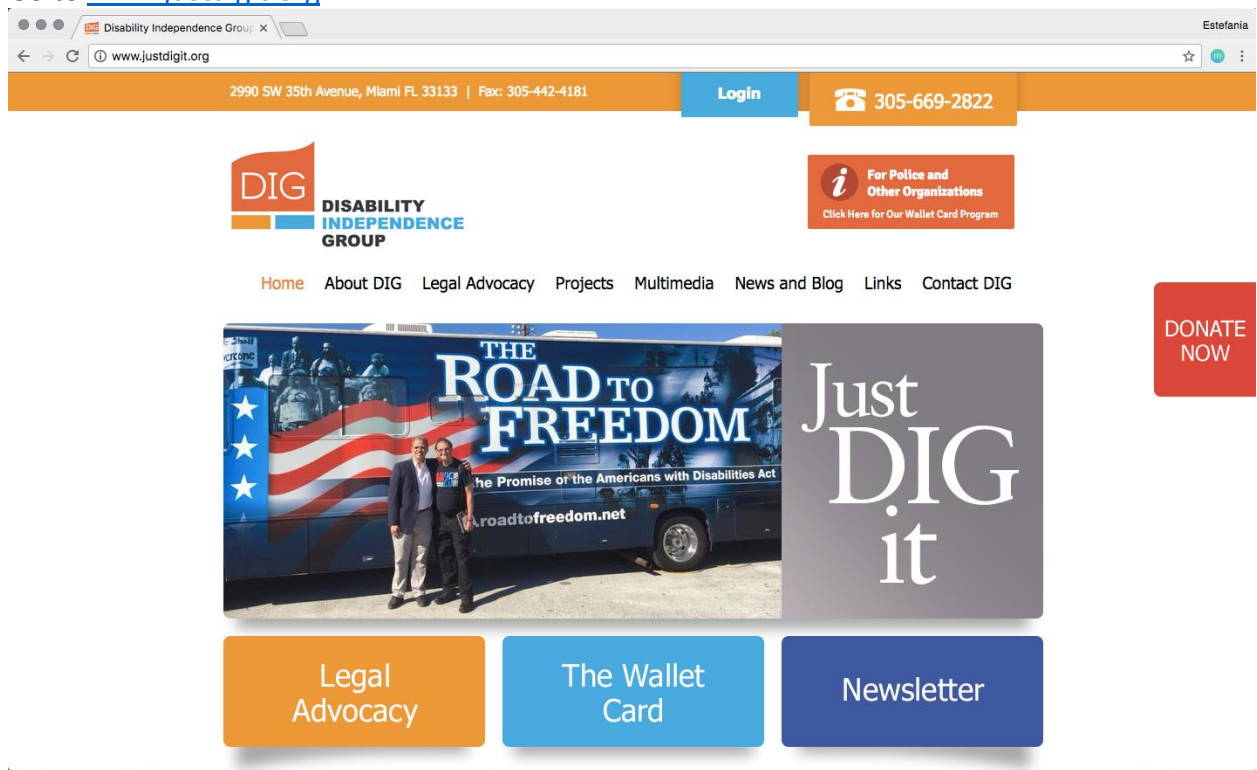 Disability Independence Group
Estefania
www.justdigit.org
2990 SW 35th Avenue, Miami FL 33133 | Fax: 305-442-4181
Login
305-669-2822
DIG
DISABILITY
INDEPENDENCE
GROUP
i
For Police and
Other Organizations
Click Here for Our Wallet Card Program
Home About DIG Legal Advocacy Projects Multimedia News and Blog Links Contact DIG
DONATE
NOW
THE
ROAD TO
FREEDOM
he Promise of the Americans with Disabilities Act
.roadtofreedom.net
Just
DIG
it
Legal
Advocacy
The Wallet
Card
Newsletter